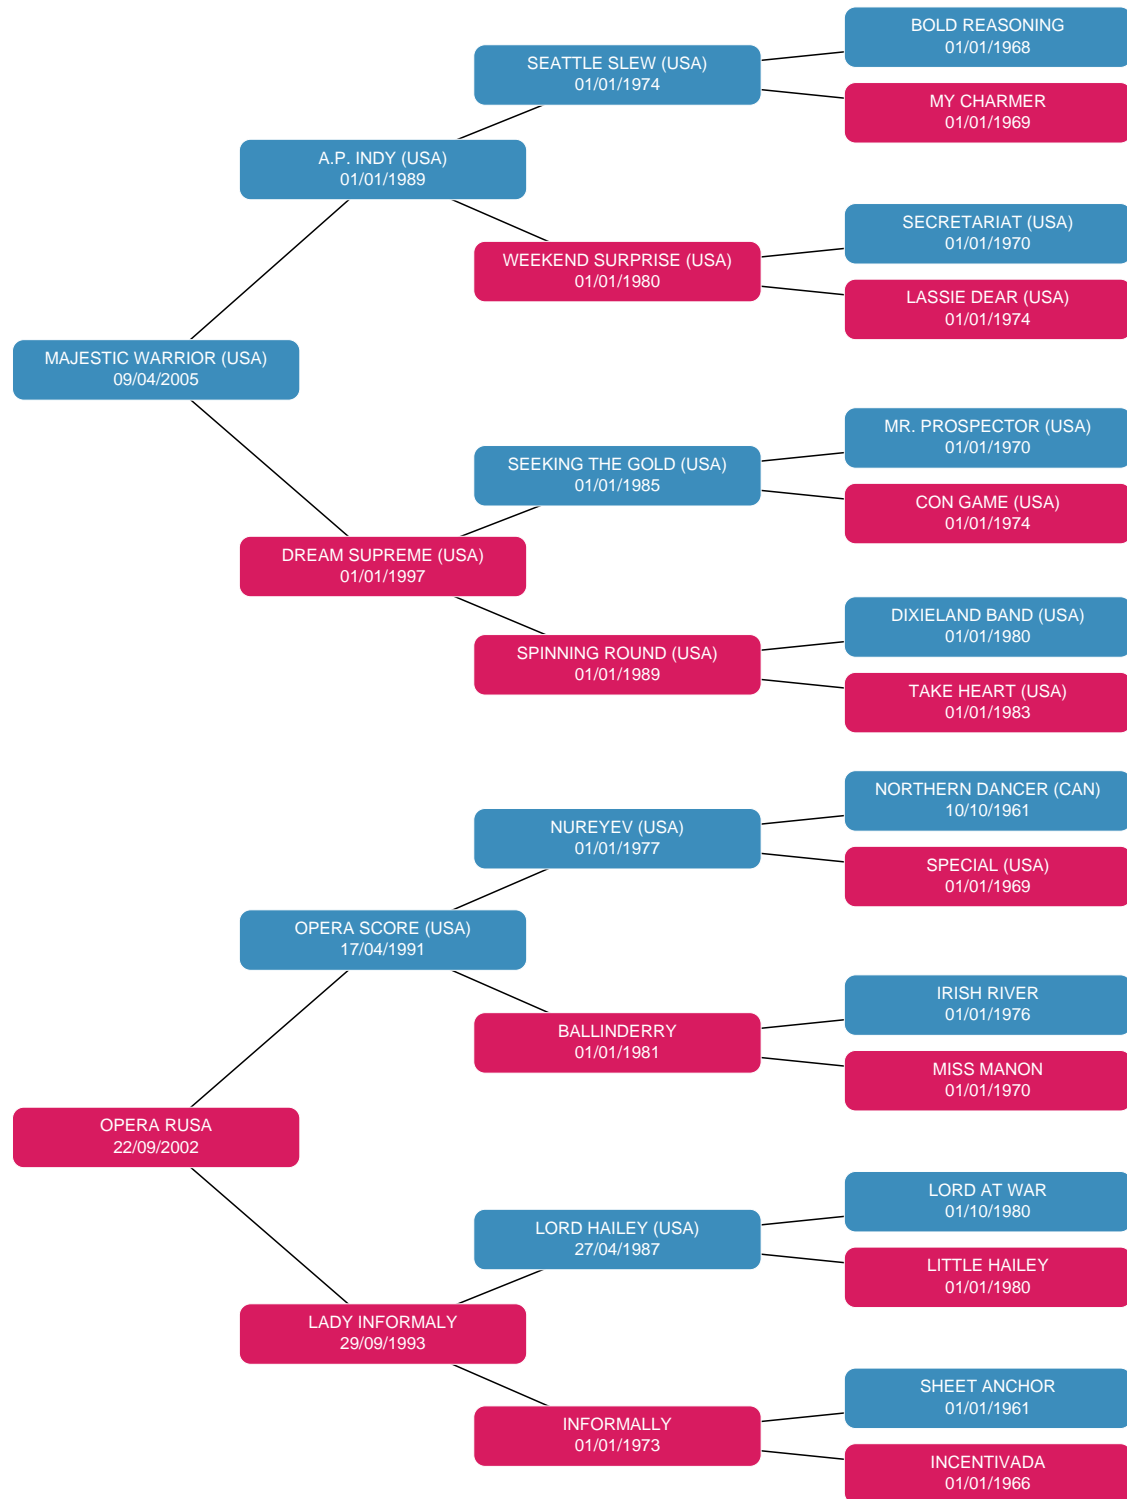 BOLD REASONING
01/01/1968
SEATTLE SLEW (USA)
01/01/1974
MY CHARMER
01/01/1969
A.P. INDY (USA)
01/01/1989
SECRETARIAT (USA)
01/01/1970
WEEKEND SURPRISE (USA)
01/01/1980
LASSIE DEAR (USA)
01/01/1974
MAJESTIC WARRIOR (USA)
09/04/2005
MR. PROSPECTOR (USA)
01/01/1970
SEEKING THE GOLD (USA)
01/01/1985
CON GAME (USA)
01/01/1974
DREAM SUPREME (USA)
01/01/1997
DIXIELAND BAND (USA)
01/01/1980
SPINNING ROUND (USA)
01/01/1989
TAKE HEART (USA)
01/01/1983
NORTHERN DANCER (CAN)
10/10/1961
NUREYEV (USA)
01/01/1977
SPECIAL (USA)
01/01/1969
OPERA SCORE (USA)
17/04/1991
IRISH RIVER
01/01/1976
BALLINDERRY
01/01/1981
MISS MANON
01/01/1970
OPERA RUSA
22/09/2002
LORD AT WAR
01/10/1980
LORD HAILEY (USA)
27/04/1987
LITTLE HAILEY
01/01/1980
LADY INFORMALY
29/09/1993
SHEET ANCHOR
01/01/1961
INFORMALLY
01/01/1973
INCENTIVADA
01/01/1966